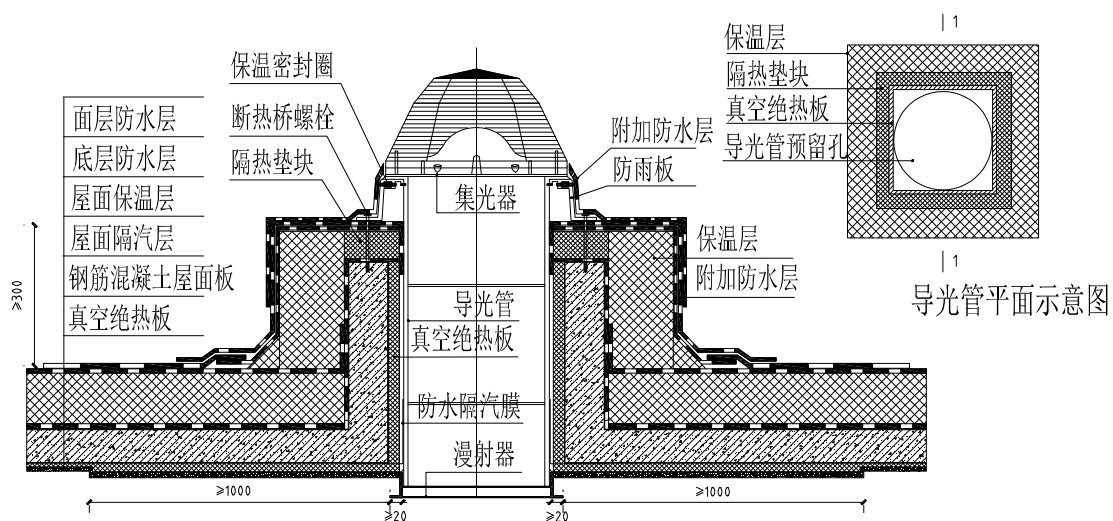 保温密封圈
断热桥螺栓
隔热垫块
面层防水层
底层防水层
屋面保温层
屋面隔汽层
钢筋混凝土屋面板
真空绝热板
≥300
集光器
导光管
真空绝热板
防水隔汽膜
漫射器
附加防水层
防雨板
保温层
附加防水层
≥1000
≥20
≥20
≥1000
1
保温层
隔热垫块
真空绝热板
导光管预留孔
1
导光管平面示意图